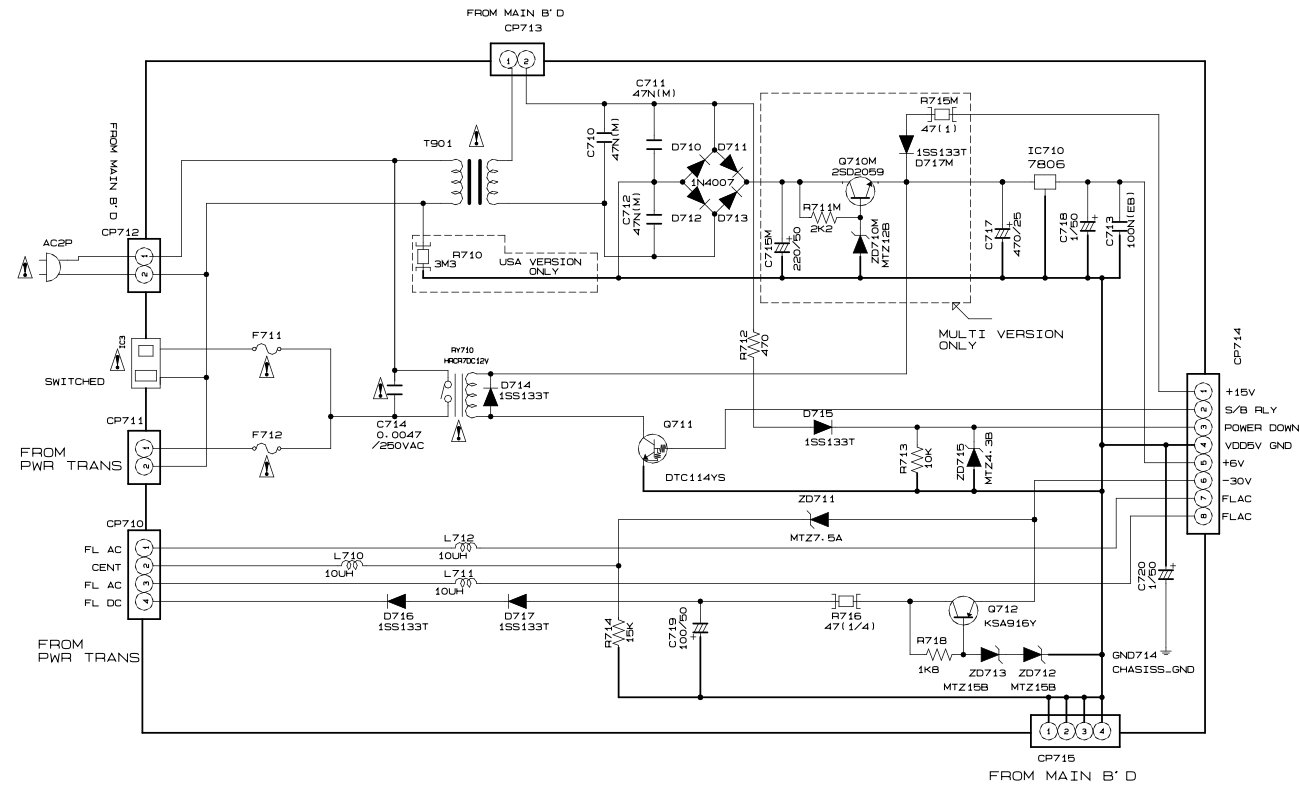 FROM MAIN B'D
CP713
1 2
C711
47N(M)
R715M
47(1)
FROM MAIN B'D
T901
C710
47N(M)
D710
D711
1N4007
D712
D713
C712
47N(M)
Q710M
2SD2059
1SS133T
D717M
IC710
7806
R711M
2K2
C715M
220/50
ZD710M
MTZ12B
C717
470/25
C718
1/50
C713
100N(EB)
CP712
AC2P
1
2
R710
3M3
USA VERSION
ONLY
MULTI VERSION
ONLY
R712
470
CP714
IC3
SWITCHED
F711
RY710
HRCR7DC12V
D714
1SS133T
C714
0.0047
/250VAC
CP711
1
2
FROM
PWR TRANS
F712
Q711
DTC114YS
D715
1SS133T
R713
10K
ZD715
MTZ4.3B
1 +15V
2 S/B RLY
3 POWER DOWN
4 VDD5V GND
5 +6V
6 -30V
7 FLAC
8 FLAC
ZD711
MTZ7.5A
CP710
FL AC 1
CENT 2
FL AC 3
FL DC 4
L712
10UH
L710
10UH
L711
10UH
D716
1SS133T
D717
1SS133T
R714
15K
C719
100/50
R716
47(1/4)
Q712
KSA916Y
R718
1K8
ZD713
MTZ15B
ZD712
MTZ15B
C720
1/50
GND714
CHASISS_GND
FROM
PWR TRANS
1 2 3 4
CP715
FROM MAIN B'D